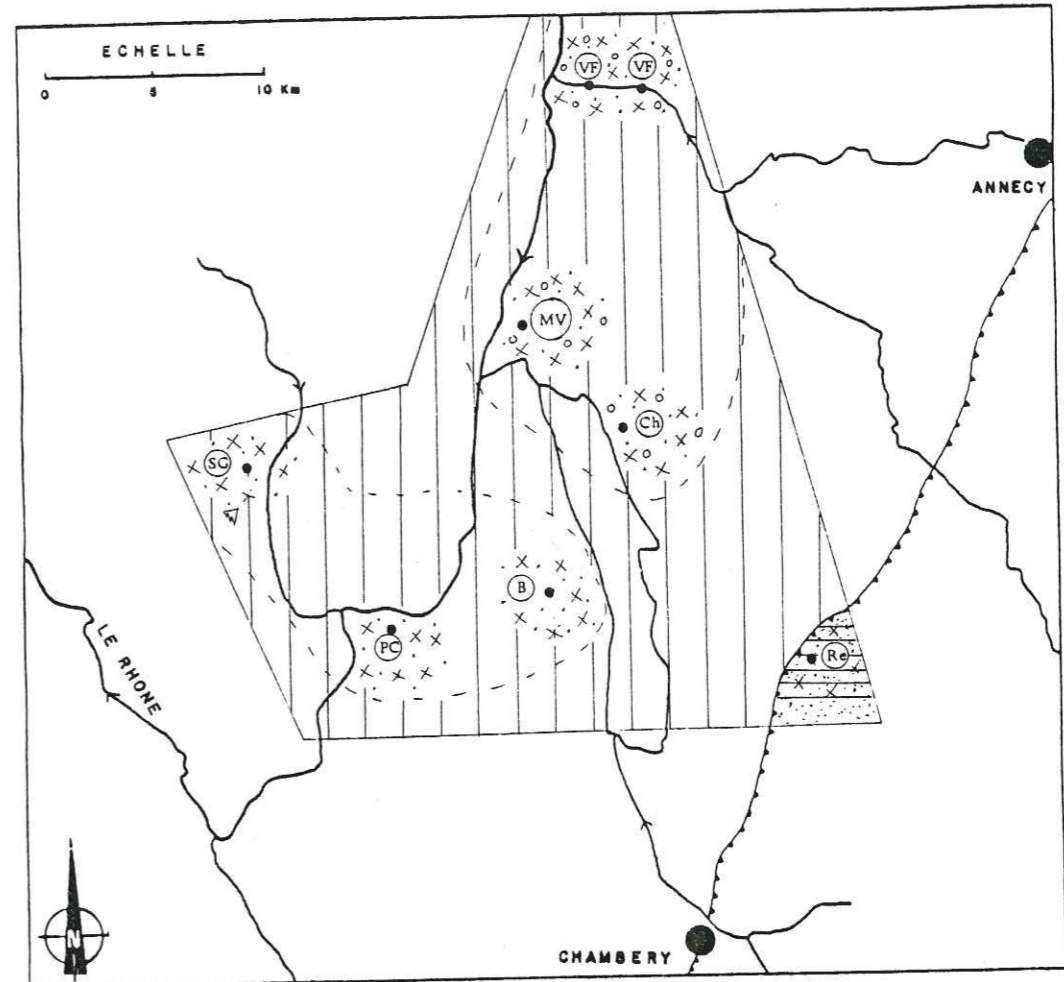 ECHELLE
0 5 10 Km
VF VF
ANNECY
MV
Ch
SG
B
PC
Re
LE RHONE
N
CHAMBERY